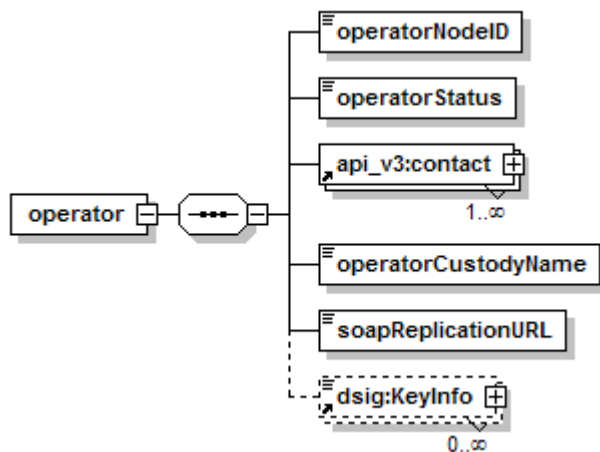 operatorNodeID
operatorStatus
api_v3:contact
1..∞
operator
operatorCustodyName
soapReplicationURL
dsig:KeyInfo
0..∞